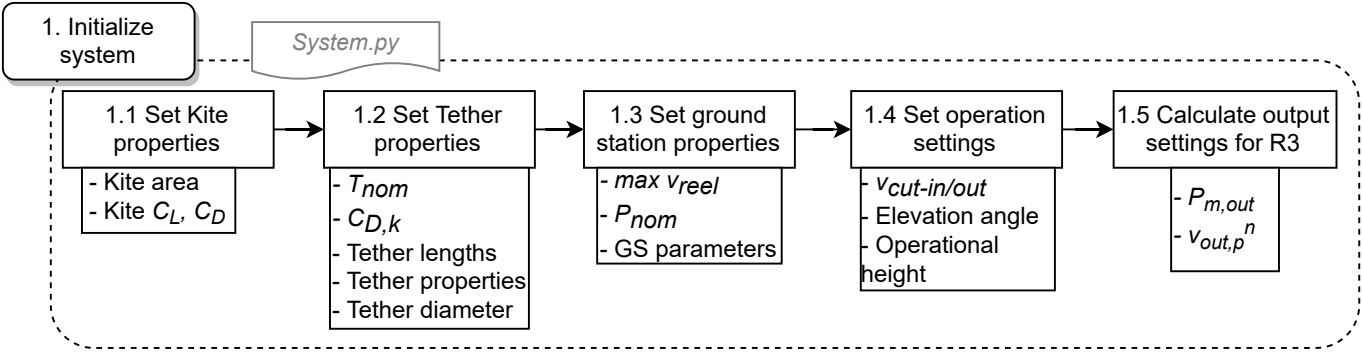 1. Initialize
system
System.py
1.1 Set Kite
properties
- Kite area
- Kite C_L, C_D
1.2 Set Tether
properties
- T_nom
- C_D,k
- Tether lengths
- Tether properties
- Tether diameter
1.3 Set ground
station properties
- max v_reel
- P_nom
- GS parameters
1.4 Set operation
settings
- v_cut-in/out
- Elevation angle
- Operational
height
1.5 Calculate output
settings for R3
- P_m,out
- v_out,p^n